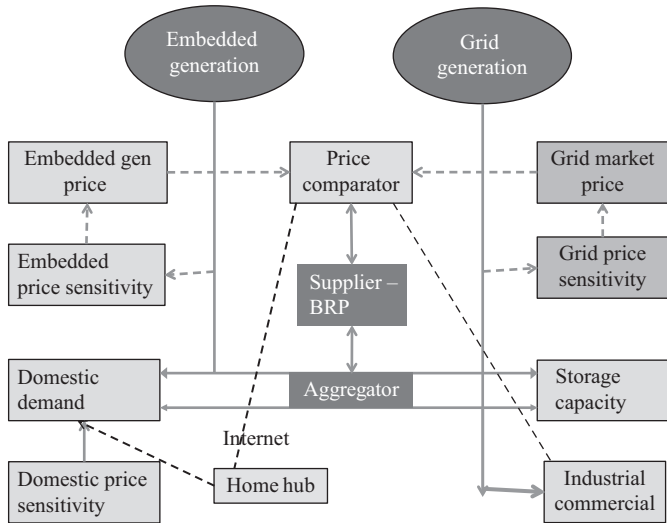 Embedded
generation
Grid
generation
Embedded gen
price
Price
comparator
Grid market
price
Embedded
price sensitivity
Supplier –
BRP
Grid price
sensitivity
Domestic
demand
Aggregator
Storage
capacity
Internet
Domestic price
sensitivity
Home hub
Industrial
commercial